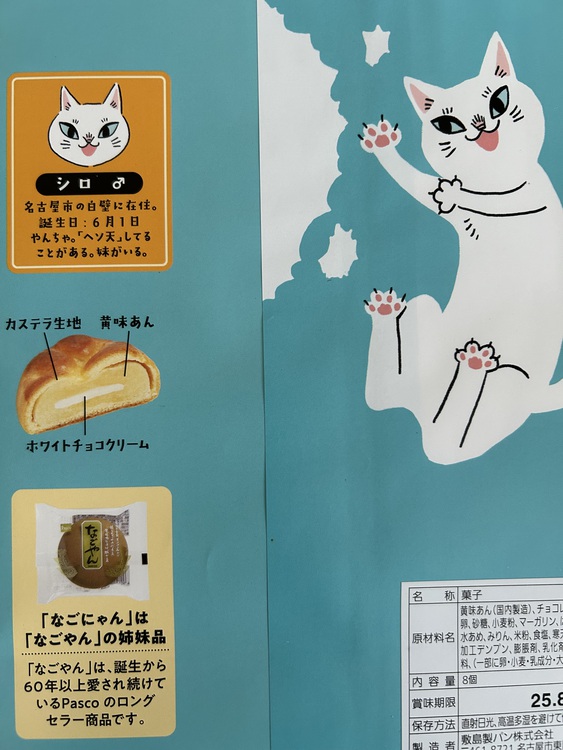 シロ ♂
名古屋市の白壁に在住。
誕生日：6月1日
やんちゃ。「ヘソ天」してる
ことがある。妹がいる。
カステラ生地 黄味あん
ホワイトチョコクリーム
なごやん
「なごにゃん」は
「なごやん」の姉妹品
「なごやん」は、誕生から
60年以上愛され続けて
いるPasco のロング
セラー商品です。
名 称 菓子
原材料名
黄味あん(国内製造)、チョコレ
卵、砂糖、小麦粉、マーガリン、
水あめ、みりん、米粉、食塩、寒
加工デンプン、膨脹剤、乳化剤
料、(一部に卵・小麦・乳成分・大
内 容 量 8個
賞味期限 25.8
保存方法 直射日光、高温多湿を避けて
製 造 者 敷島製パン株式会社